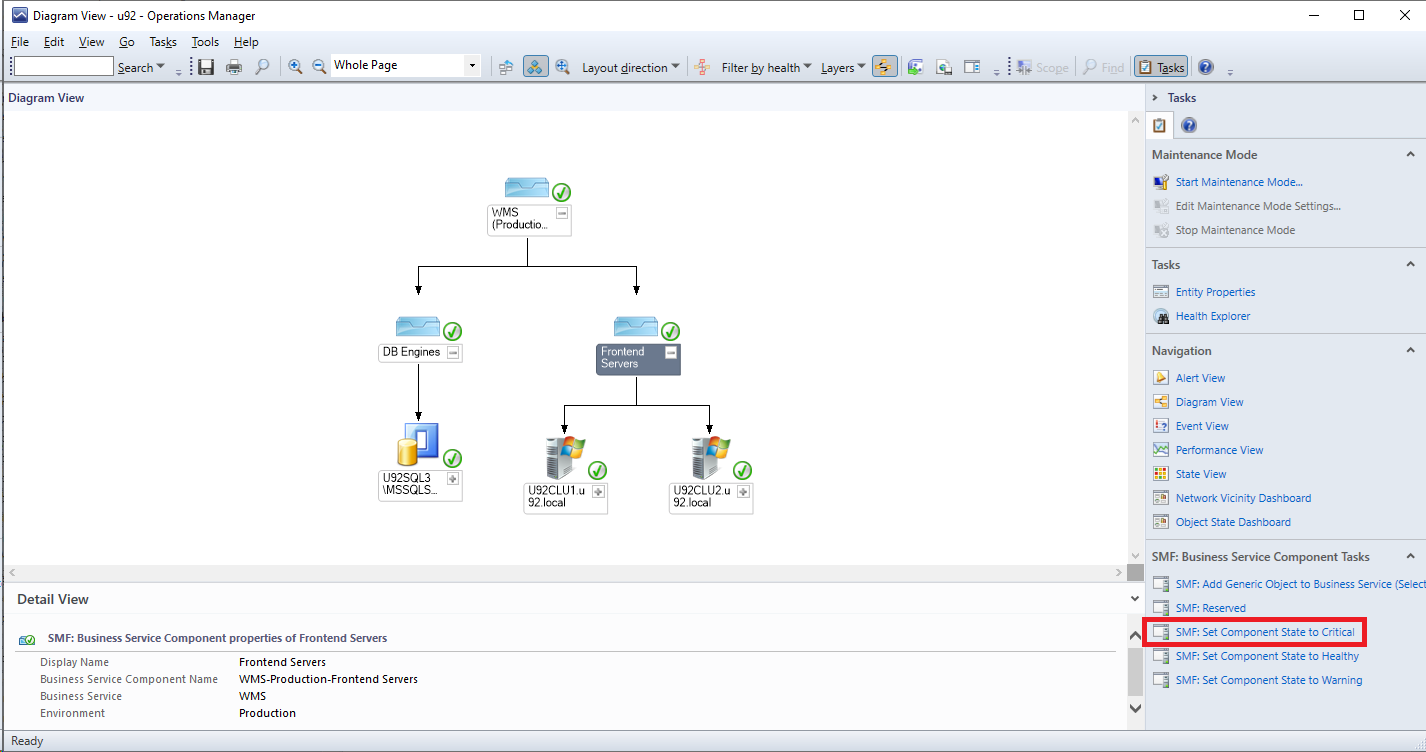 Diagram View - u92 - Operations Manager
File Edit View Go Tasks Tools Help
Search Whole Page Layout direction Filter by health Layers Scope Find Tasks
Diagram View
WMS
(Productio...
DB Engines
Frontend
Servers
U92SQL3
\MSSQLS...
U92CLU1.u
92.local
U92CLU2.u
92.local
Detail View
SMF: Business Service Component properties of Frontend Servers
Display Name Frontend Servers
Business Service Component Name WMS-Production-Frontend Servers
Business Service WMS
Environment Production
Tasks
Maintenance Mode
Start Maintenance Mode...
Edit Maintenance Mode Settings...
Stop Maintenance Mode
Tasks
Entity Properties
Health Explorer
Navigation
Alert View
Diagram View
Event View
Performance View
State View
Network Vicinity Dashboard
Object State Dashboard
SMF: Business Service Component Tasks
SMF: Add Generic Object to Business Service (Select
SMF: Reserved
SMF: Set Component State to Critical
SMF: Set Component State to Healthy
SMF: Set Component State to Warning
Ready